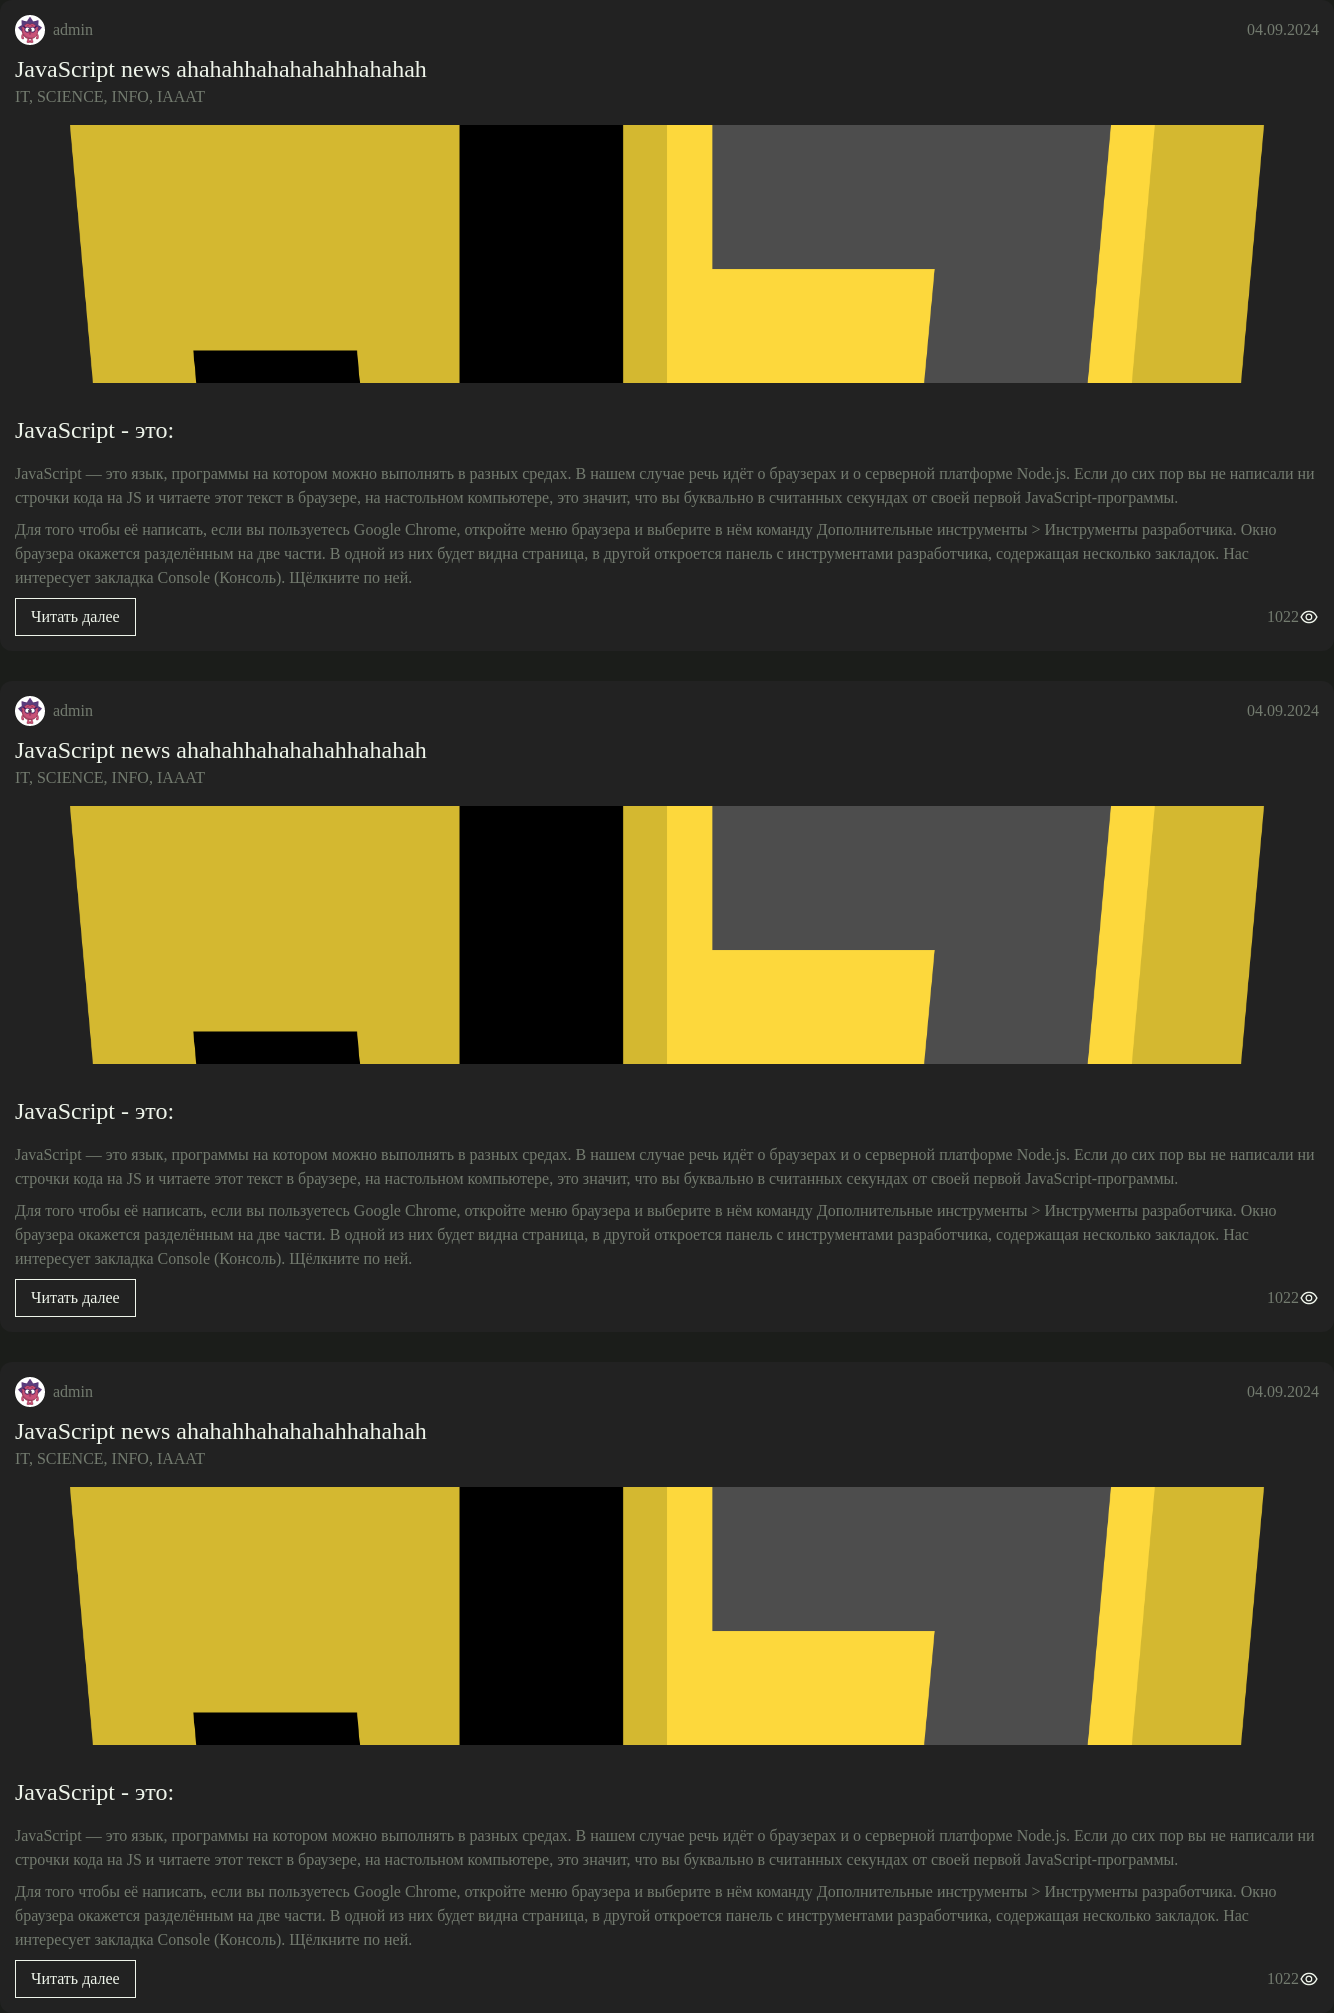 admin
04.09.2024
JavaScript news ahahahhahahahahhahahah
IT, SCIENCE, INFO, IAAAT
JavaScript - это:
JavaScript — это язык, программы на котором можно выполнять в разных средах. В нашем случае речь идёт о браузерах и о серверной платформе Node.js. Если до сих пор вы не написали ни
строчки кода на JS и читаете этот текст в браузере, на настольном компьютере, это значит, что вы буквально в считанных секундах от своей первой JavaScript-программы.
Для того чтобы её написать, если вы пользуетесь Google Chrome, откройте меню браузера и выберите в нём команду Дополнительные инструменты > Инструменты разработчика. Окно
браузера окажется разделённым на две части. В одной из них будет видна страница, в другой откроется панель с инструментами разработчика, содержащая несколько закладок. Нас
интересует закладка Console (Консоль). Щёлкните по ней.
Читать далее
1022
admin
04.09.2024
JavaScript news ahahahhahahahahhahahah
IT, SCIENCE, INFO, IAAAT
JavaScript - это:
JavaScript — это язык, программы на котором можно выполнять в разных средах. В нашем случае речь идёт о браузерах и о серверной платформе Node.js. Если до сих пор вы не написали ни
строчки кода на JS и читаете этот текст в браузере, на настольном компьютере, это значит, что вы буквально в считанных секундах от своей первой JavaScript-программы.
Для того чтобы её написать, если вы пользуетесь Google Chrome, откройте меню браузера и выберите в нём команду Дополнительные инструменты > Инструменты разработчика. Окно
браузера окажется разделённым на две части. В одной из них будет видна страница, в другой откроется панель с инструментами разработчика, содержащая несколько закладок. Нас
интересует закладка Console (Консоль). Щёлкните по ней.
Читать далее
1022
admin
04.09.2024
JavaScript news ahahahhahahahahhahahah
IT, SCIENCE, INFO, IAAAT
JavaScript - это:
JavaScript — это язык, программы на котором можно выполнять в разных средах. В нашем случае речь идёт о браузерах и о серверной платформе Node.js. Если до сих пор вы не написали ни
строчки кода на JS и читаете этот текст в браузере, на настольном компьютере, это значит, что вы буквально в считанных секундах от своей первой JavaScript-программы.
Для того чтобы её написать, если вы пользуетесь Google Chrome, откройте меню браузера и выберите в нём команду Дополнительные инструменты > Инструменты разработчика. Окно
браузера окажется разделённым на две части. В одной из них будет видна страница, в другой откроется панель с инструментами разработчика, содержащая несколько закладок. Нас
интересует закладка Console (Консоль). Щёлкните по ней.
Читать далее
1022